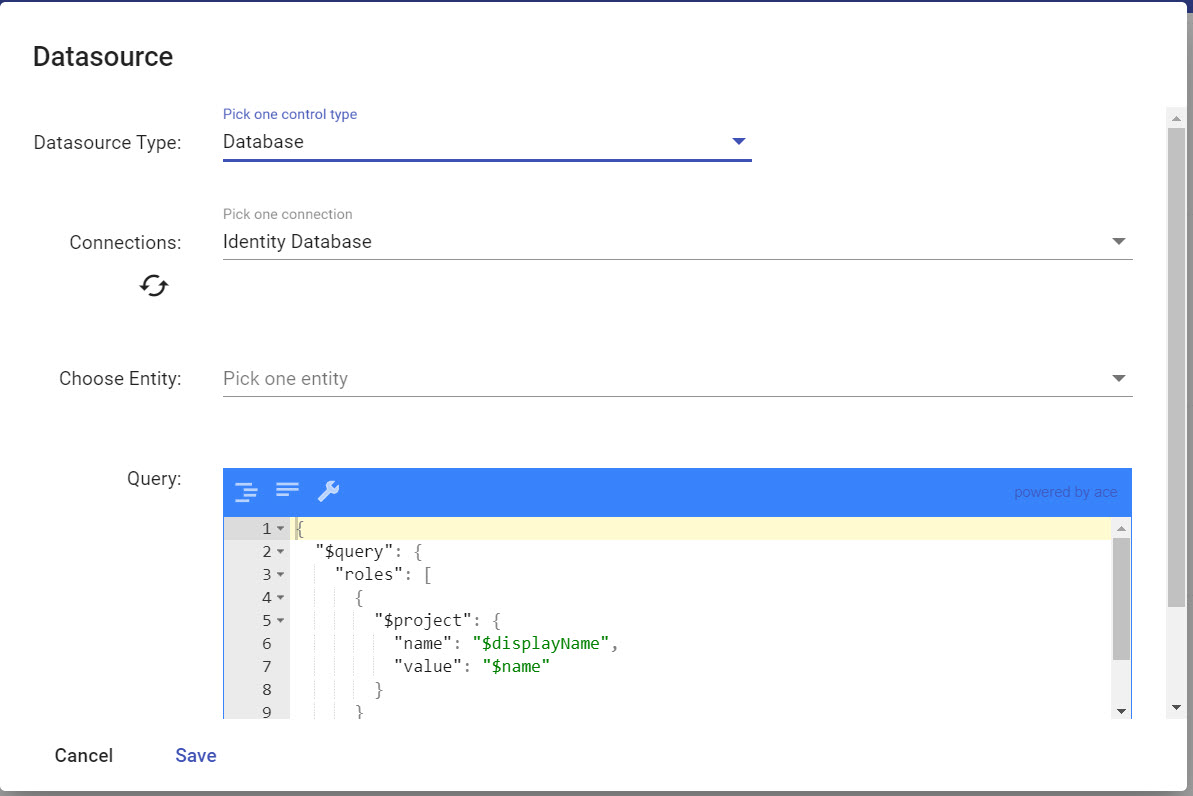 Datasource
Pick one control type
Datasource Type: Database
Pick one connection
Connections: Identity Database
Choose Entity: Pick one entity
Query:
powered by ace
1 {
2 "$query": {
3 "roles": [
4 {
5 "$project": {
6 "name": "$displayName",
7 "value": "$name"
8 }
9 }
Cancel Save